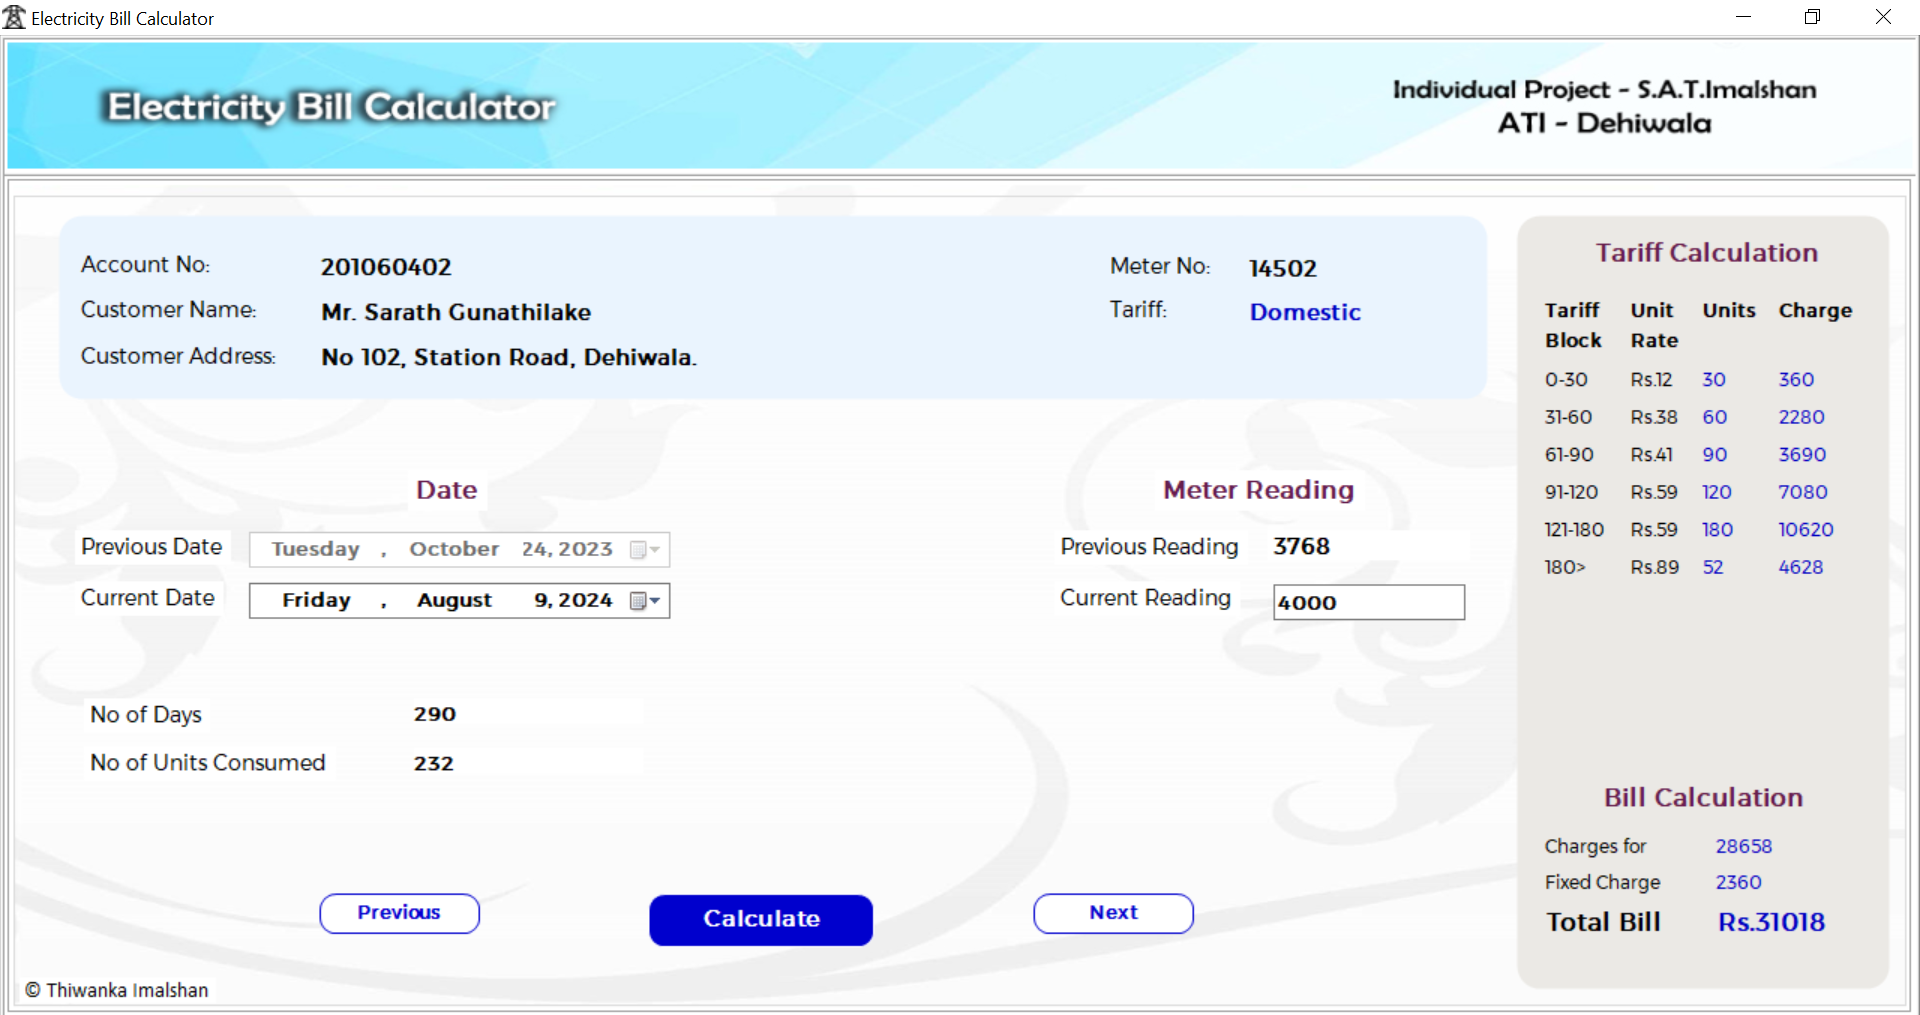 Electricity Bill Calculator
Electricity Bill Calculator
Individual Project - S.A.T.Imalshan
ATI - Dehiwala
Account No: 201060402
Meter No: 14502
Customer Name: Mr. Sarath Gunathilake
Tariff: Domestic
Customer Address: No 102, Station Road, Dehiwala.
Date
Previous Date Tuesday , October 24, 2023
Current Date Friday , August 9, 2024
Meter Reading
Previous Reading 3768
Current Reading 4000
No of Days 290
No of Units Consumed 232
Previous
Calculate
Next
Tariff Calculation
Tariff Block Unit Rate Units Charge
0-30 Rs.12 30 360
31-60 Rs.38 60 2280
61-90 Rs.41 90 3690
91-120 Rs.59 120 7080
121-180 Rs.59 180 10620
180> Rs.89 52 4628
Bill Calculation
Charges for 28658
Fixed Charge 2360
Total Bill Rs.31018
© Thiwanka Imalshan